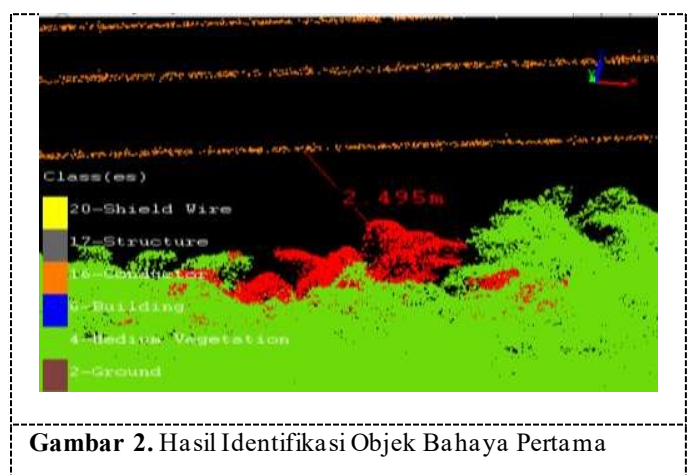 2.495m
Class(es)
20-Shield Wire
17-Structure
16-Conductor
6-Building
4-Medium Vegetation
2-Ground
Gambar 2. Hasil Identifikasi Objek Bahaya Pertama